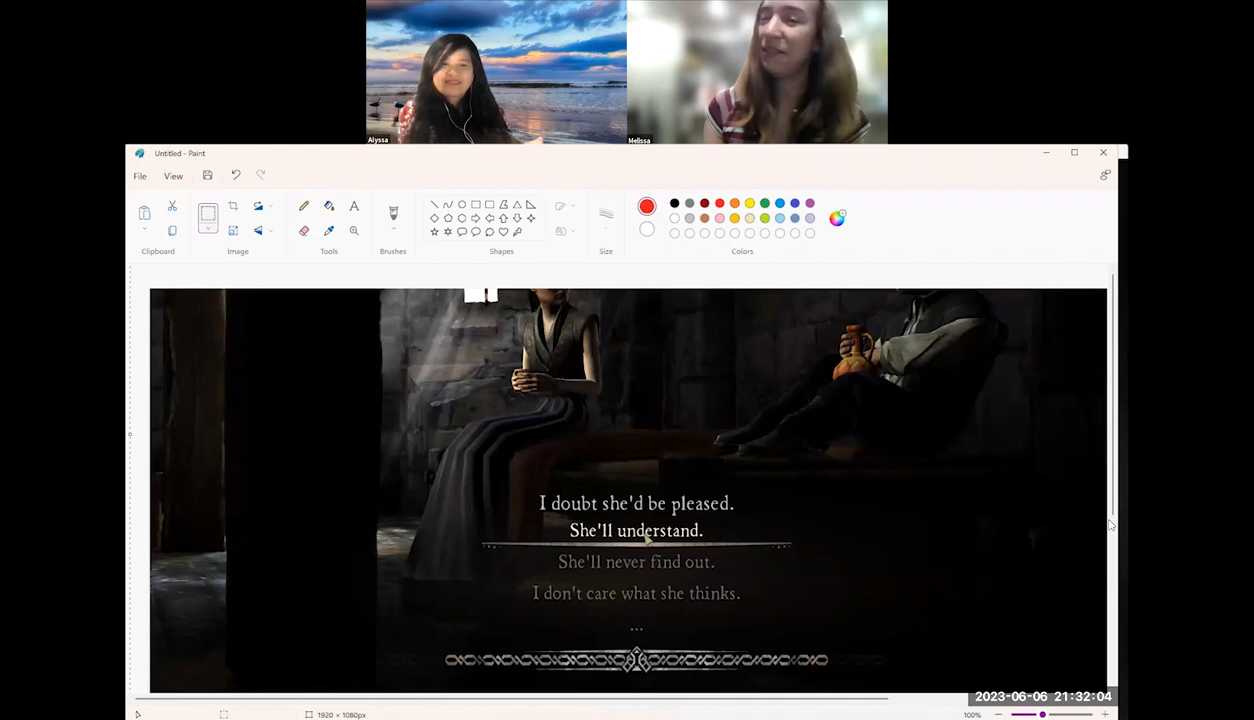 Alyssa
Melissa
Untitled - Paint
File
View
Clipboard
Image
Tools
Brushes
Shapes
Size
Colors
I doubt she'd be pleased.
She'll understand.
She'll never find out.
I don't care what she thinks.
...
2023-06-06 21:32:04
1920 × 1080px
100%